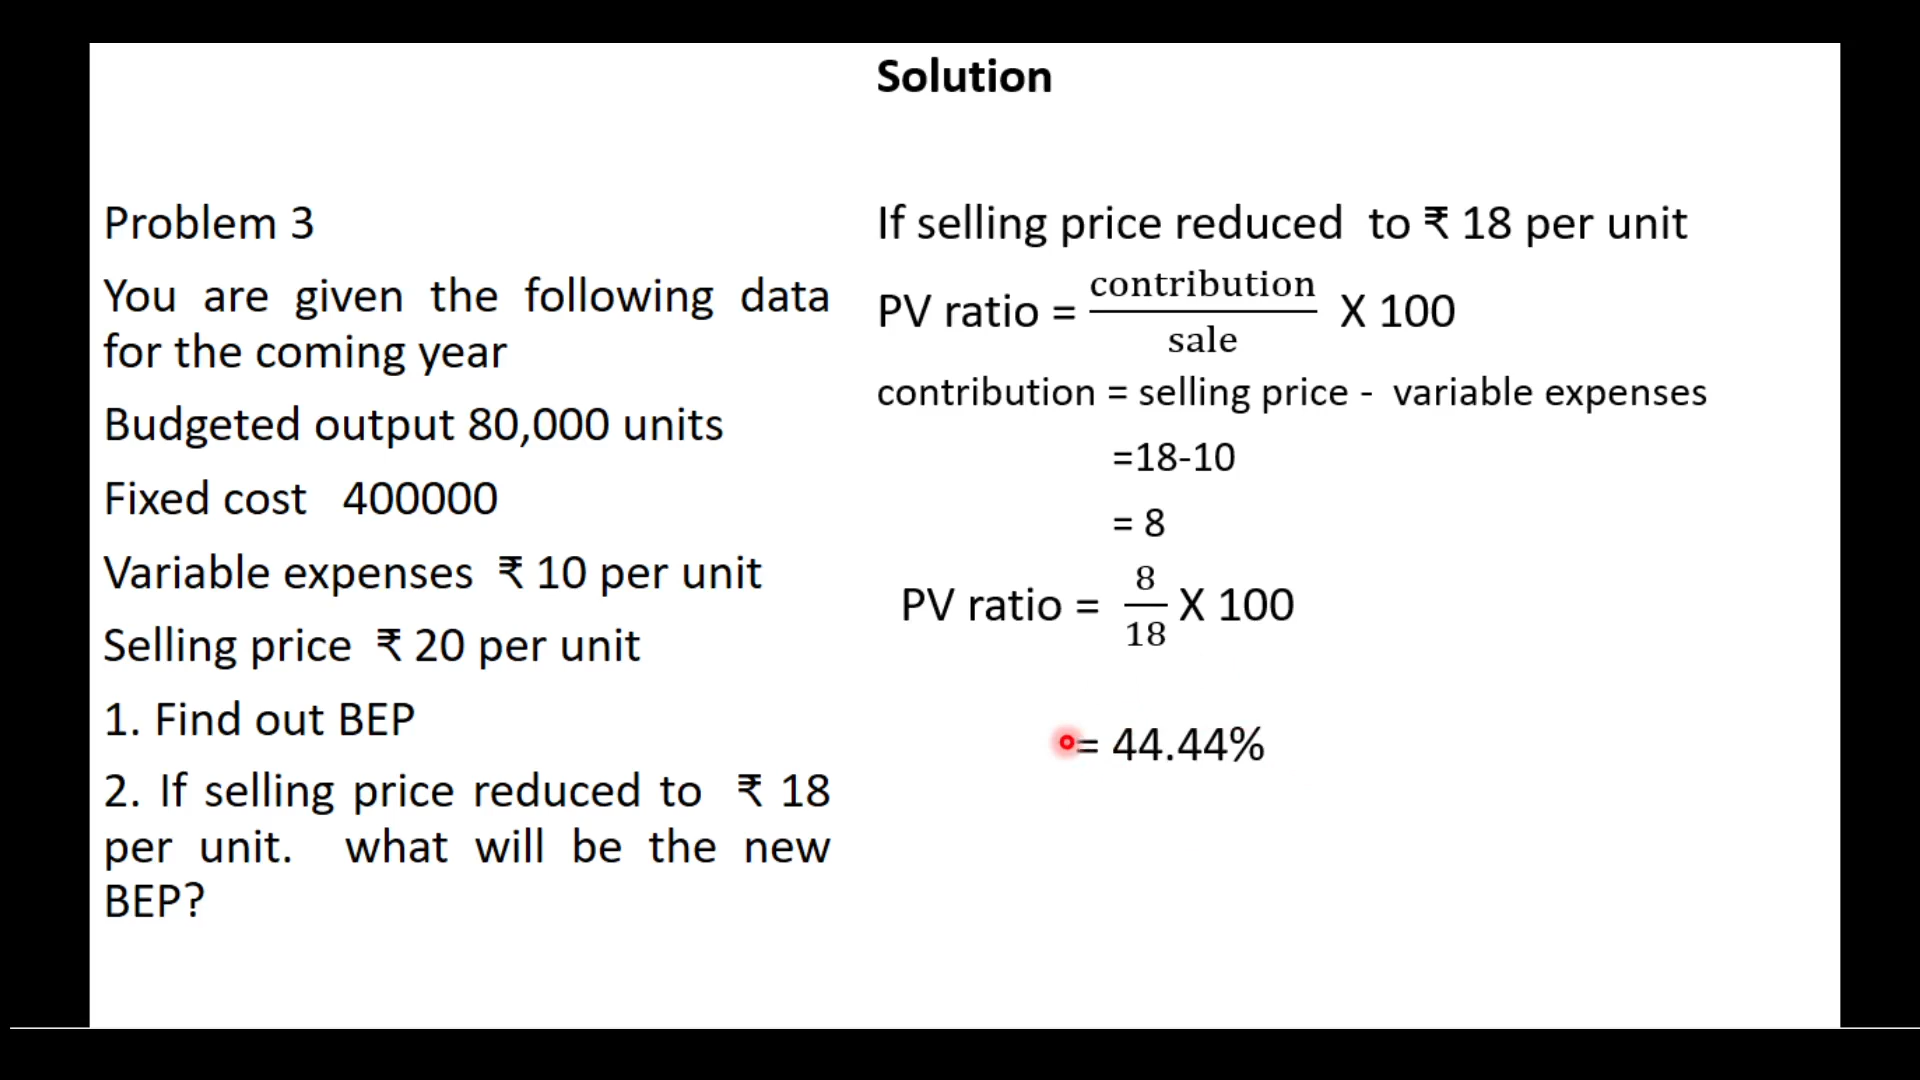 Solution
Problem 3
You are given the following data
for the coming year
Budgeted output 80,000 units
Fixed cost 400000
Variable expenses ₹ 10 per unit
Selling price ₹ 20 per unit
1. Find out BEP
2. If selling price reduced to ₹ 18
per unit. what will be the new
BEP?
If selling price reduced to ₹ 18 per unit
PV ratio = contribution/sale X 100
contribution = selling price - variable expenses
=18-10
= 8
PV ratio = 8/18 X 100
= 44.44%